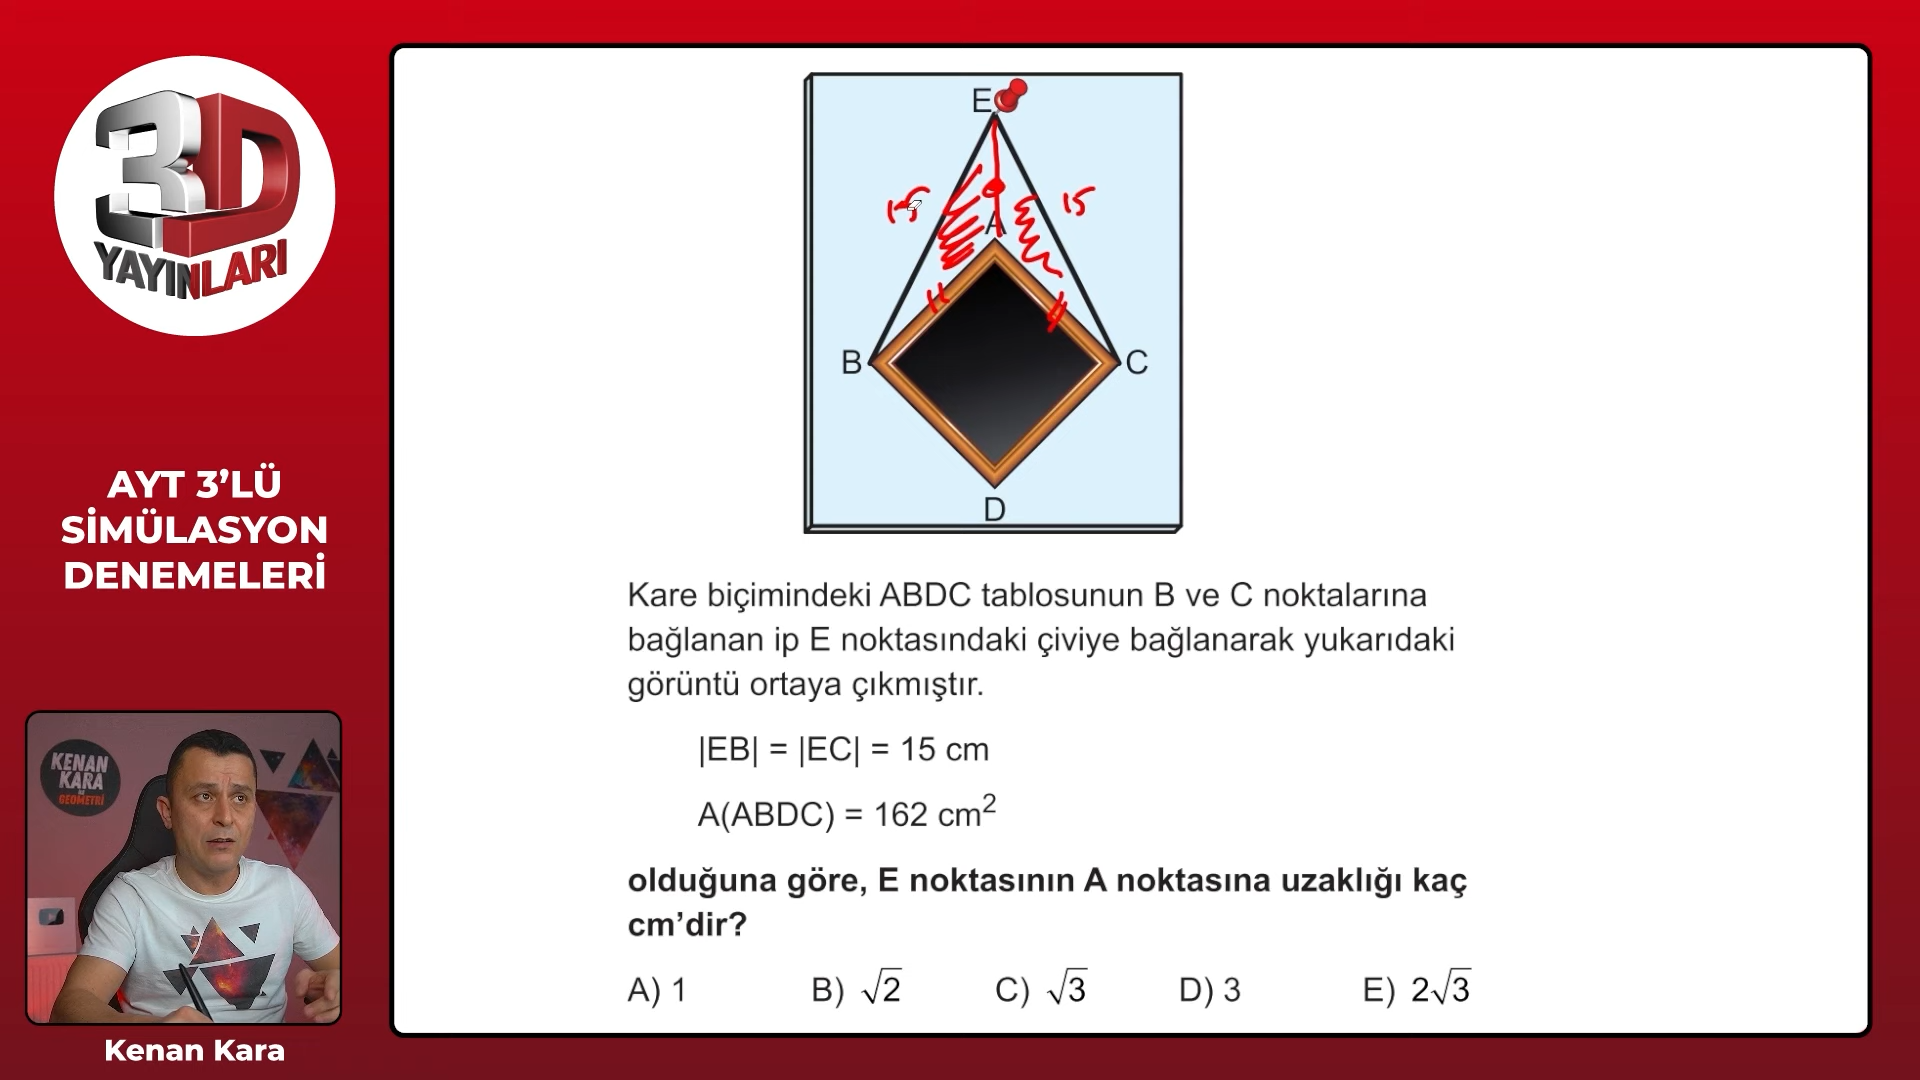 3D
YAYINLARI
AYT 3’LÜ
SİMÜLASYON
DENEMELERİ
KENAN
KARA
ile
GEOMETRİ
Kenan Kara
E
15
15
A
B
C
D
Kare biçimindeki ABDC tablosunun B ve C noktalarına
bağlanan ip E noktasındaki çiviye bağlanarak yukarıdaki
görüntü ortaya çıkmıştır.
|EB| = |EC| = 15 cm
A(ABDC) = 162 cm²
olduğuna göre, E noktasının A noktasına uzaklığı kaç
cm’dir?
A) 1 B) √2 C) √3 D) 3 E) 2√3